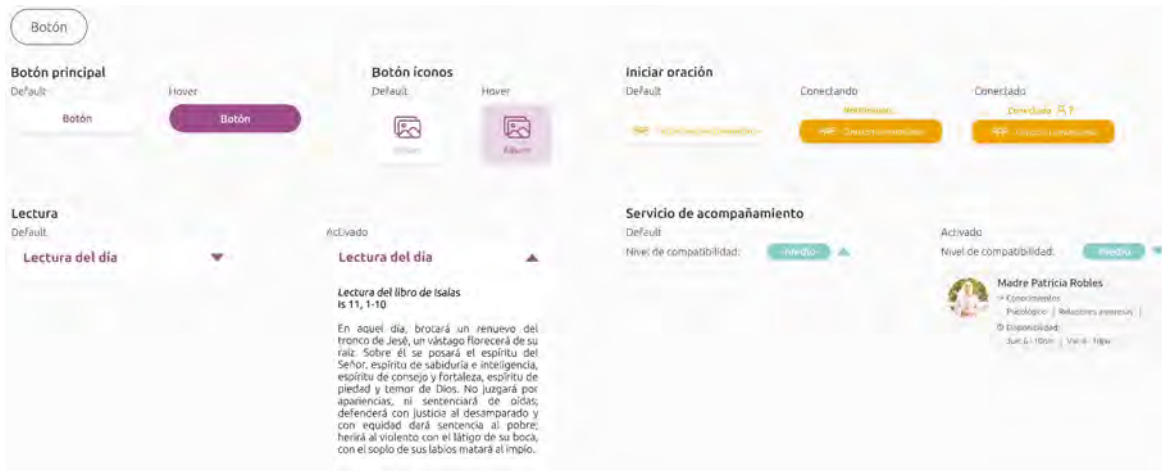 Botón
Botón principal
Default
Hover
Botón
Botón
Botón íconos
Default
Hover
Álbum
Iniciar oración
Default
Conectando
Conectado
Conectado
?
Lectura
Default
Lectura del día
Activado
Lectura del día
Lectura del libro de Isaías
Is 11, 1-10
En aquel día, brotará un renuevo del
tronco de Jesé, un vástago florecerá de su
raíz. Sobre él se posará el espíritu del
Señor, espíritu de sabiduría e inteligencia,
espíritu de consejo y fortaleza, espíritu de
piedad y temor de Dios. No juzgará por
apariencias, ni sentenciará de oídas;
defenderá con justicia al desamparado y
con equidad dará sentencia al pobre;
herirá al violento con el látigo de su boca,
con el soplo de sus labios matará al impío.
Servicio de acompañamiento
Default
Nivel de compatibilidad:
medio
Activado
Nivel de compatibilidad:
medio
Madre Patricia Robles
Conocimientos
Psicológico |
Disponibilidad: